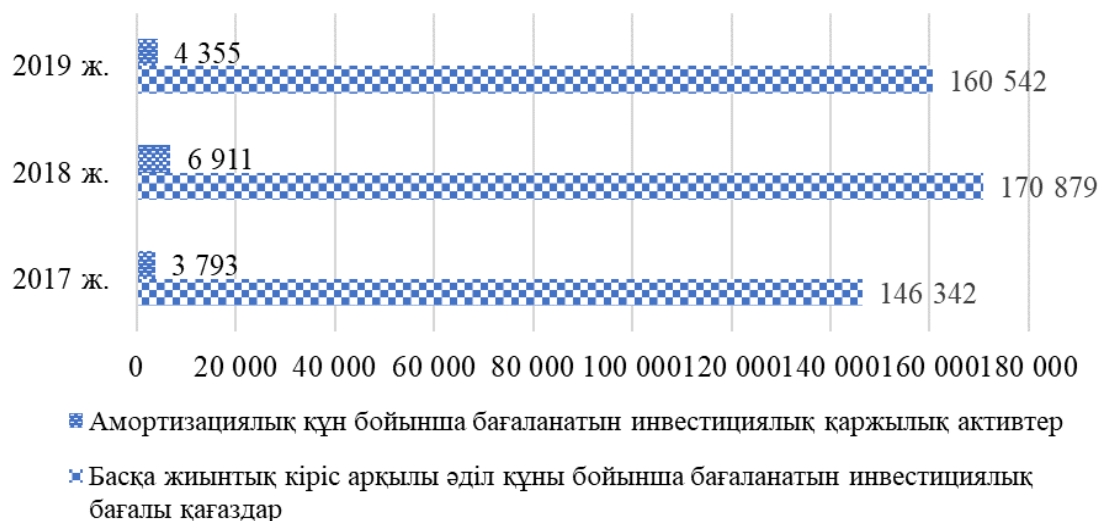 2019 ж.
4 355
160 542
2018 ж.
6 911
170 879
2017 ж.
3 793
146 342
0 20 000 40 000 60 000 80 000 100 000 120 000 140 000 160 000 180 000
Амортизациялық құн бойынша бағаланатын инвестициялық қаржылық активтер
Басқа жиынтық кіріс арқылы әділ құны бойынша бағаланатын инвестициялық
бағалы қағаздар